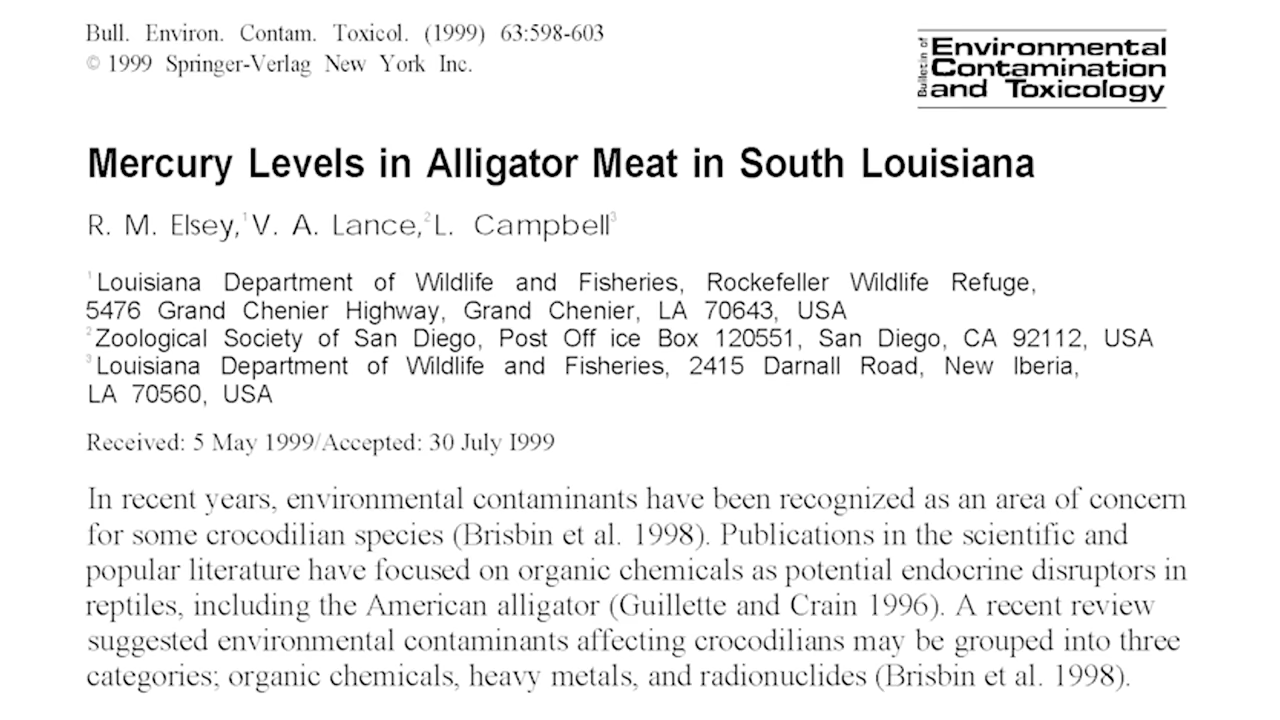 Bull. Environ. Contam. Toxicol. (1999) 63:598-603
© 1999 Springer-Verlag New York Inc.
Bulletin of
Environmental
Contamination
and Toxicology
Mercury Levels in Alligator Meat in South Louisiana
R. M. Elsey,¹ V. A. Lance,² L. Campbell³
¹ Louisiana Department of Wildlife and Fisheries, Rockefeller Wildlife Refuge,
5476 Grand Chenier Highway, Grand Chenier, LA 70643, USA
² Zoological Society of San Diego, Post Off ice Box 120551, San Diego, CA 92112, USA
³ Louisiana Department of Wildlife and Fisheries, 2415 Darnall Road, New Iberia,
LA 70560, USA
Received: 5 May 1999/Accepted: 30 July I999
In recent years, environmental contaminants have been recognized as an area of concern
for some crocodilian species (Brisbin et al. 1998). Publications in the scientific and
popular literature have focused on organic chemicals as potential endocrine disruptors in
reptiles, including the American alligator (Guillette and Crain 1996). A recent review
suggested environmental contaminants affecting crocodilians may be grouped into three
categories; organic chemicals, heavy metals, and radionuclides (Brisbin et al. 1998).